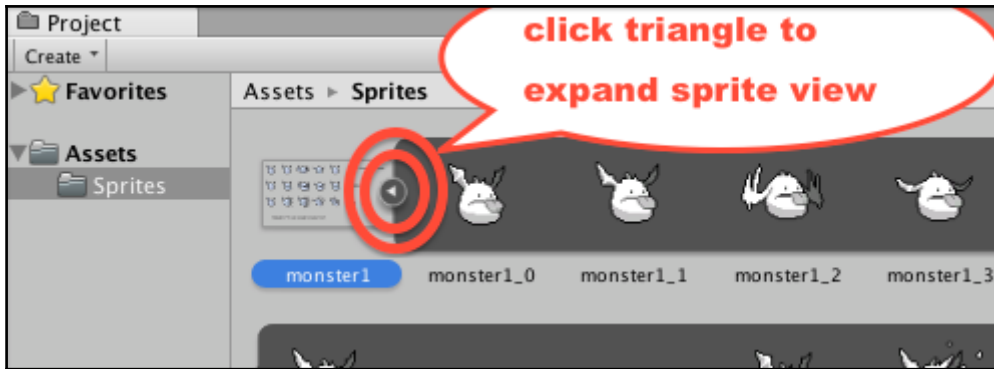 Project
Create
click triangle to
expand sprite view
Favorites
Assets ▸ Sprites
Assets
Sprites
monster1
monster1_0
monster1_1
monster1_2
monster1_3